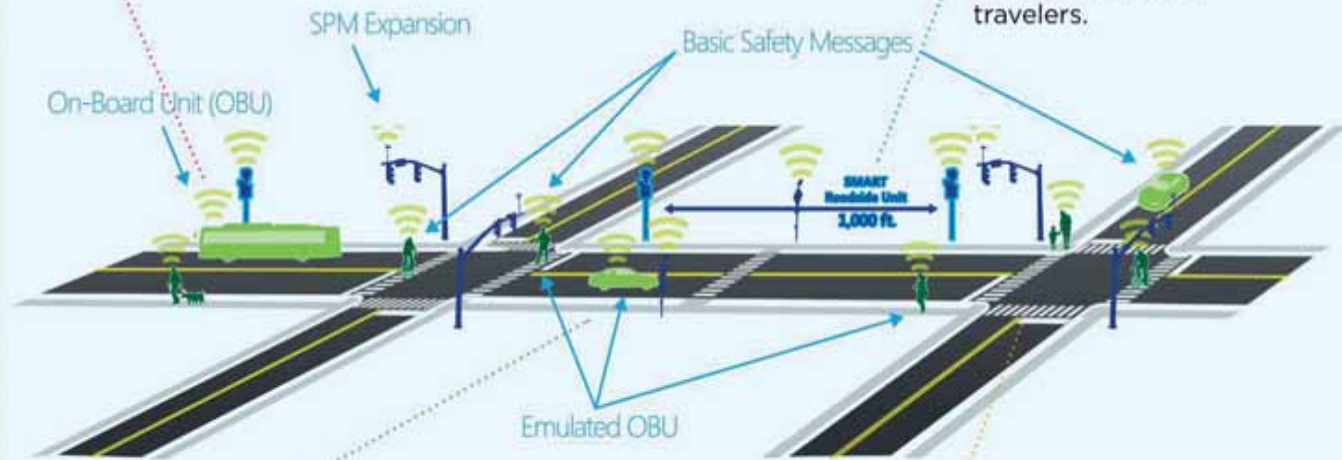 travelers.
SPM Expansion
Basic Safety Messages
On-Board Unit (OBU)
SMART
Roadside Unit
1,000 ft.
Emulated OBU